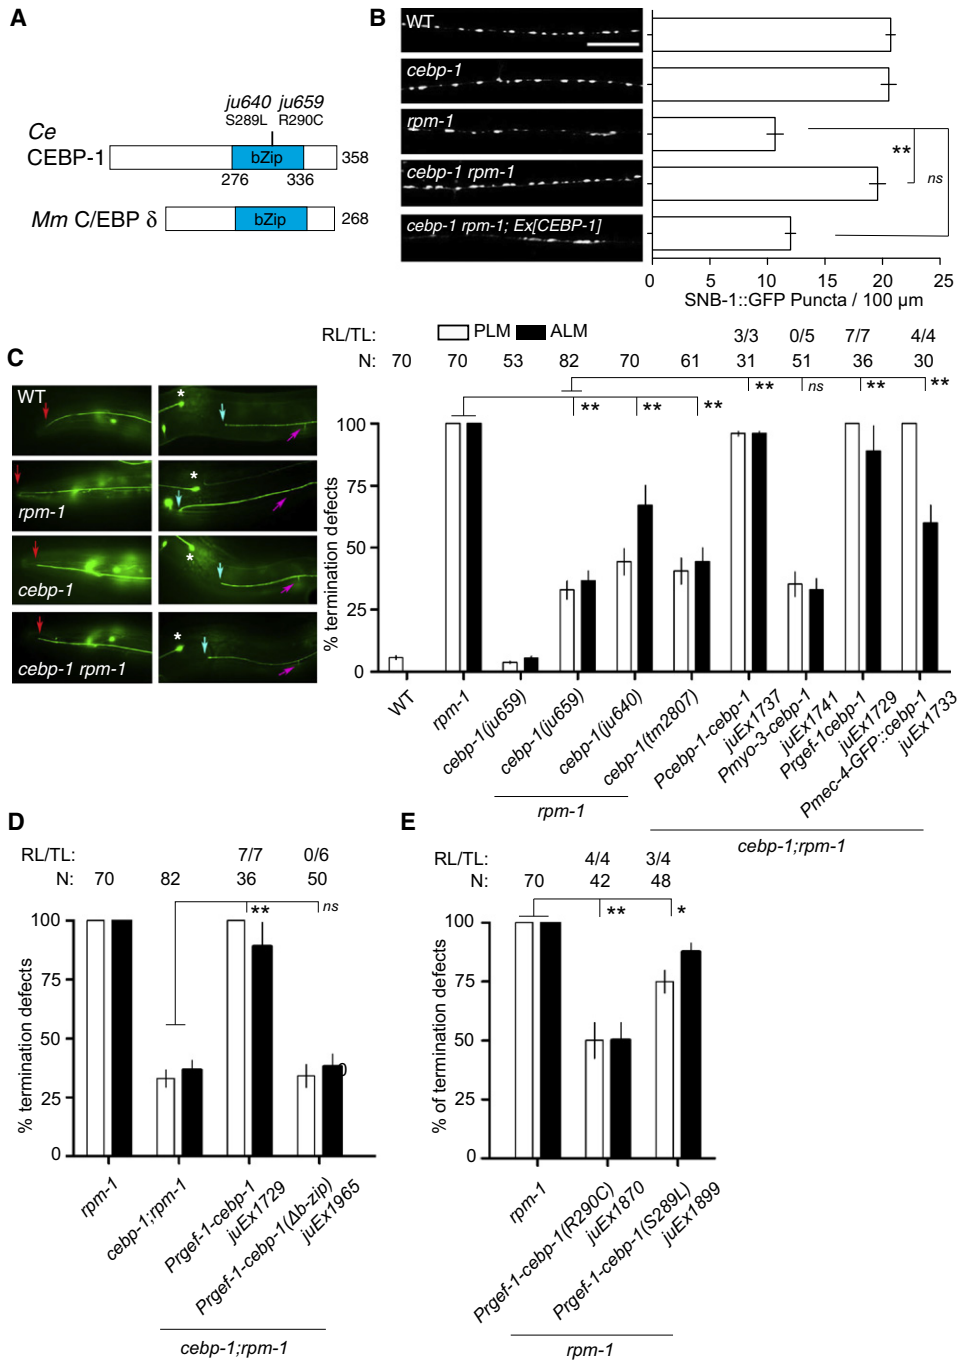 A
ju640 ju659
S289L R290C
Ce
CEBP-1
bZip
358
276 336
Mm C/EBP δ
bZip
268
B
WT
cebp-1
rpm-1
cebp-1 rpm-1
cebp-1 rpm-1; Ex[CEBP-1]
**
ns
0 5 10 15 20 25
SNB-1::GFP Puncta / 100 µm
C
WT
*
rpm-1
*
cebp-1
*
cebp-1 rpm-1
*
PLM ALM
RL/TL: 3/3 0/5 7/7 4/4
N: 70 70 53 82 70 61 31 51 36 30
** ns ** **
** ** **
% termination defects
100
75
50
25
0
WT
rpm-1
cebp-1(ju659)
cebp-1(ju659)
cebp-1(ju640)
cebp-1(tm2807)
Pcebp-1-cebp-1
juEx1737
Pmyo-3-cebp-1
juEx1741
Prgef-1cebp-1
juEx1729
Pmec-4-GFP::cebp-1
juEx1733
rpm-1
cebp-1;rpm-1
D
RL/TL: 7/7 0/6
N: 70 82 36 50
** ns
% termination defects
100
75
50
25
0
0
rpm-1
cebp-1;rpm-1
Prgef-1-cebp-1
juEx1729
Prgef-1-cebp-1(Δb-zip)
juEx1965
cebp-1;rpm-1
E
RL/TL: 4/4 3/4
N: 70 42 48
** *
% of termination defects
100
75
50
25
0
rpm-1
Prgef-1-cebp-1(R290C)
juEx1870
Prgef-1-cebp-1(S289L)
juEx1899
rpm-1